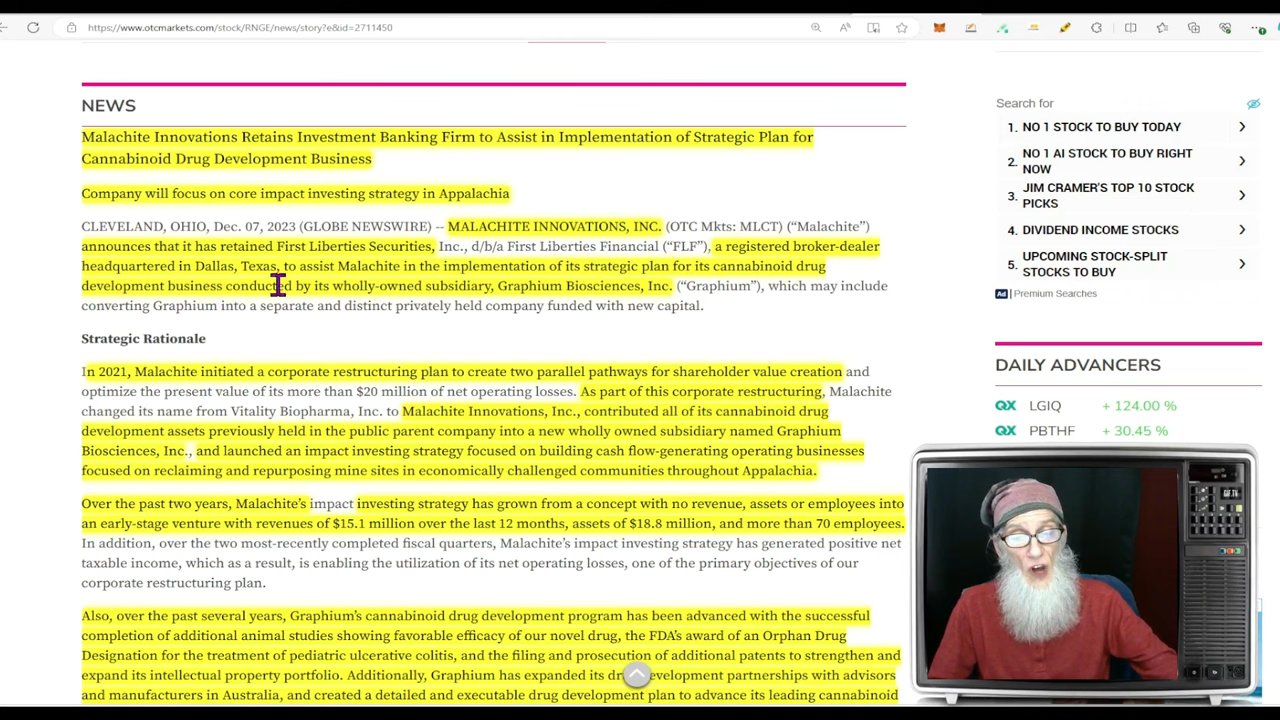 https://www.otcmarkets.com/stock/RNGE/news/story?e&id=2711450
NEWS
Malachite Innovations Retains Investment Banking Firm to Assist in Implementation of Strategic Plan for
Cannabinoid Drug Development Business
Company will focus on core impact investing strategy in Appalachia
CLEVELAND, OHIO, Dec. 07, 2023 (GLOBE NEWSWIRE) -- MALACHITE INNOVATIONS, INC. (OTC Mkts: MLCT) (“Malachite”)
announces that it has retained First Liberties Securities, Inc., d/b/a First Liberties Financial (“FLF”), a registered broker-dealer
headquartered in Dallas, Texas, to assist Malachite in the implementation of its strategic plan for its cannabinoid drug
development business conducted by its wholly-owned subsidiary, Graphium Biosciences, Inc. (“Graphium”), which may include
converting Graphium into a separate and distinct privately held company funded with new capital.
Strategic Rationale
In 2021, Malachite initiated a corporate restructuring plan to create two parallel pathways for shareholder value creation and
optimize the present value of its more than $20 million of net operating losses. As part of this corporate restructuring, Malachite
changed its name from Vitality Biopharma, Inc. to Malachite Innovations, Inc., contributed all of its cannabinoid drug
development assets previously held in the public parent company into a new wholly owned subsidiary named Graphium
Biosciences, Inc., and launched an impact investing strategy focused on building cash flow-generating operating businesses
focused on reclaiming and repurposing mine sites in economically challenged communities throughout Appalachia.
Over the past two years, Malachite’s impact investing strategy has grown from a concept with no revenue, assets or employees into
an early-stage venture with revenues of $15.1 million over the last 12 months, assets of $18.8 million, and more than 70 employees.
In addition, over the two most-recently completed fiscal quarters, Malachite’s impact investing strategy has generated positive net
taxable income, which as a result, is enabling the utilization of its net operating losses, one of the primary objectives of our
corporate restructuring plan.
Also, over the past several years, Graphium’s cannabinoid drug development program has been advanced with the successful
completion of additional animal studies showing favorable efficacy of our novel drug, the FDA’s award of an Orphan Drug
Designation for the treatment of pediatric ulcerative colitis, and and prosecution of additional patents to strengthen and
expand its intellectual property portfolio. Additionally, Graphium has expanded its development partnerships with advisors
and manufacturers in Australia, and created a detailed and executable drug development plan to advance its leading cannabinoid
Search for
1. NO 1 STOCK TO BUY TODAY
2. NO 1 AI STOCK TO BUY RIGHT
NOW
3. JIM CRAMER'S TOP 10 STOCK
PICKS
4. DIVIDEND INCOME STOCKS
5. UPCOMING STOCK-SPLIT
STOCKS TO BUY
Ad | Premium Searches
DAILY ADVANCERS
QX LGIQ + 124.00 %
QX PBTHF + 30.45 %